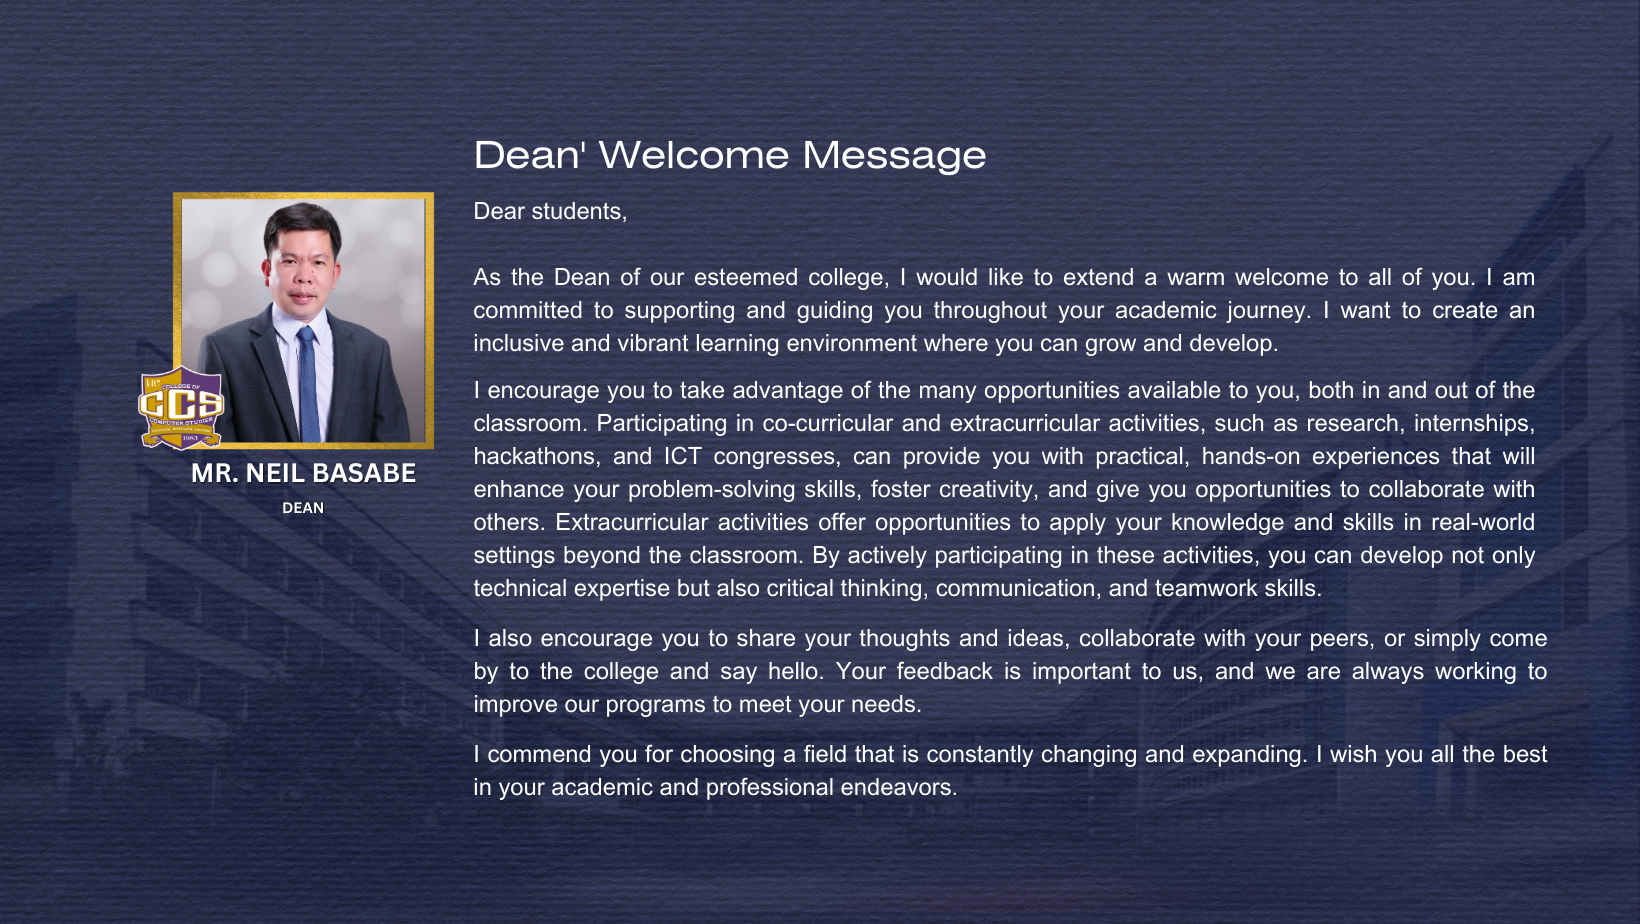 Dean' Welcome Message
Dear students,
As the Dean of our esteemed college, I would like to extend a warm welcome to all of you. I am
committed to supporting and guiding you throughout your academic journey. I want to create an
inclusive and vibrant learning environment where you can grow and develop.
I encourage you to take advantage of the many opportunities available to you, both in and out of the
classroom. Participating in co-curricular and extracurricular activities, such as research, internships,
hackathons, and ICT congresses, can provide you with practical, hands-on experiences that will
enhance your problem-solving skills, foster creativity, and give you opportunities to collaborate with
others. Extracurricular activities offer opportunities to apply your knowledge and skills in real-world
settings beyond the classroom. By actively participating in these activities, you can develop not only
technical expertise but also critical thinking, communication, and teamwork skills.
I also encourage you to share your thoughts and ideas, collaborate with your peers, or simply come
by to the college and say hello. Your feedback is important to us, and we are always working to
improve our programs to meet your needs.
I commend you for choosing a field that is constantly changing and expanding. I wish you all the best
in your academic and professional endeavors.
COLLEGE OF
CCS
COMPUTER STUDIES
1983
MR. NEIL BASABE
DEAN